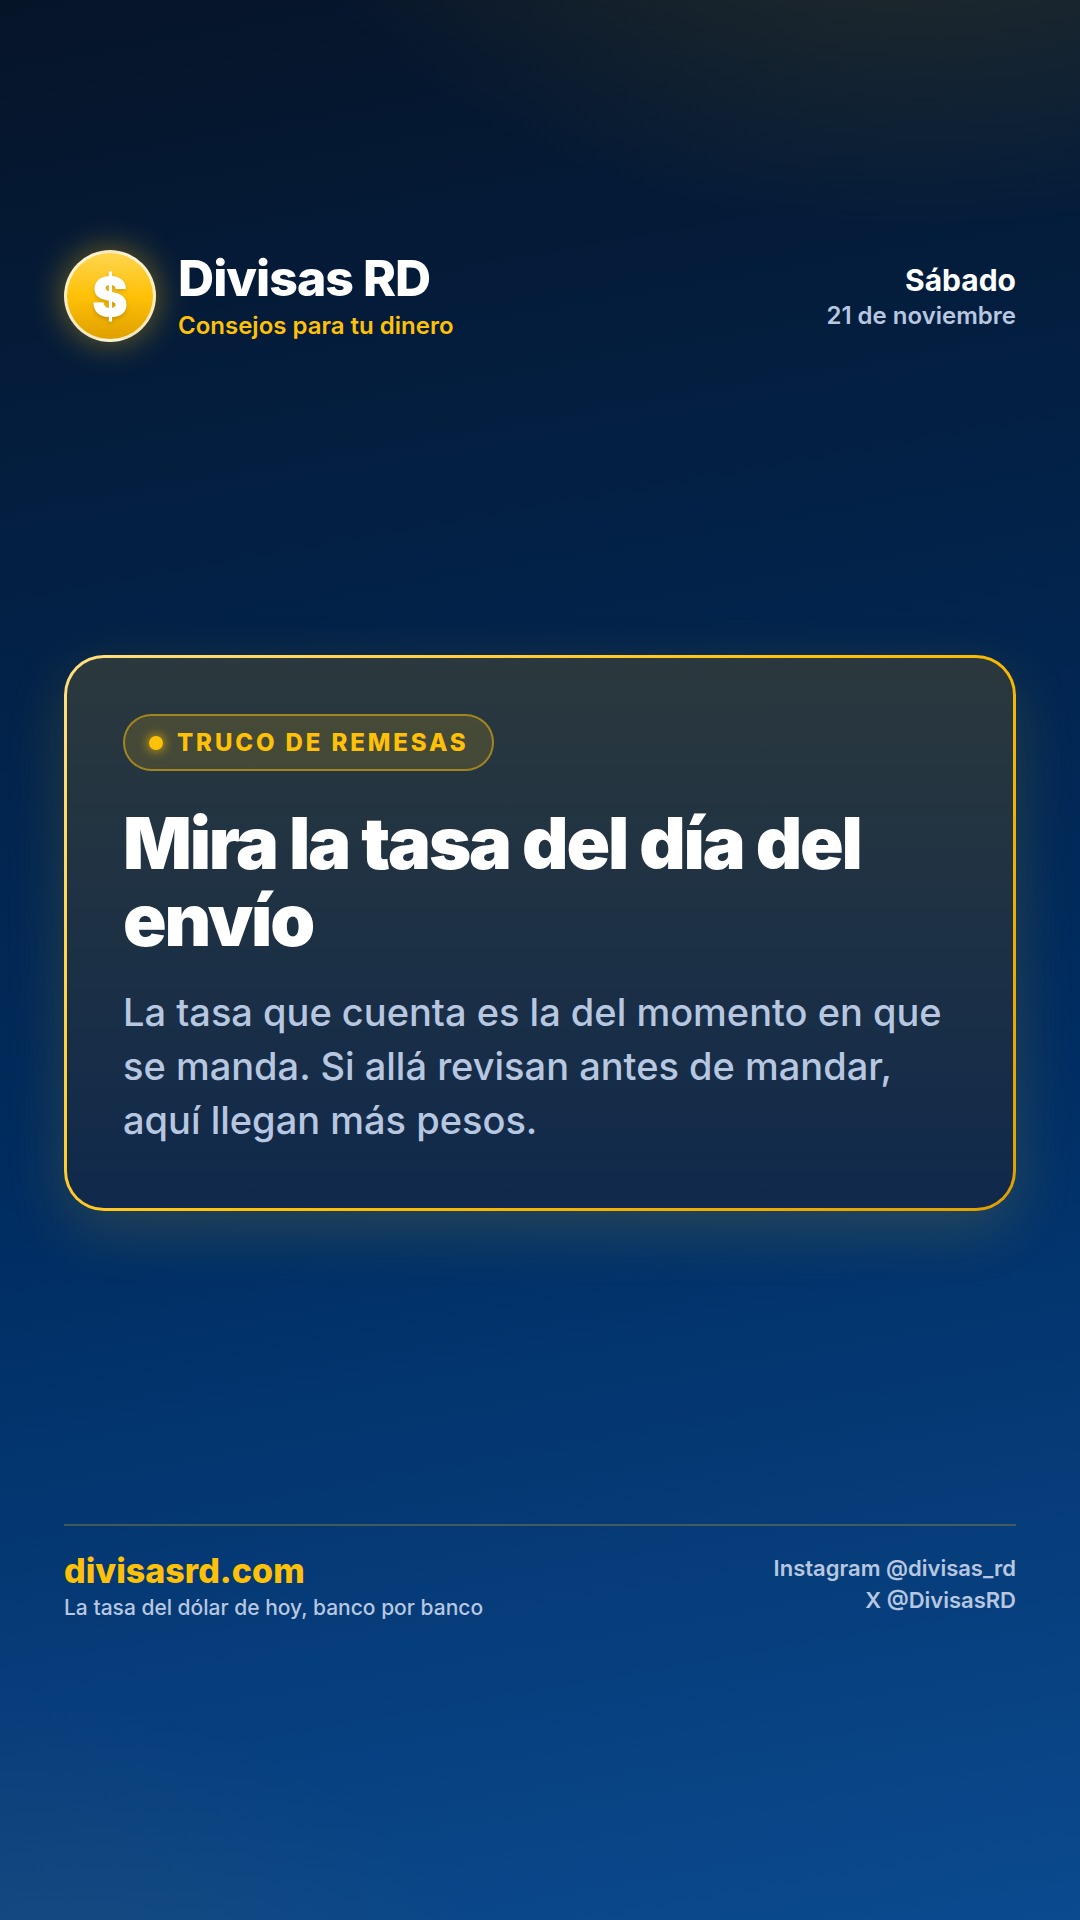 $
Divisas RD
Consejos para tu dinero
Sábado
21 de noviembre
TRUCO DE REMESAS
Mira la tasa del día del
envío
La tasa que cuenta es la del momento en que
se manda. Si allá revisan antes de mandar,
aquí llegan más pesos.
divisasrd.com
La tasa del dólar de hoy, banco por banco
Instagram @divisas_rd
X @DivisasRD